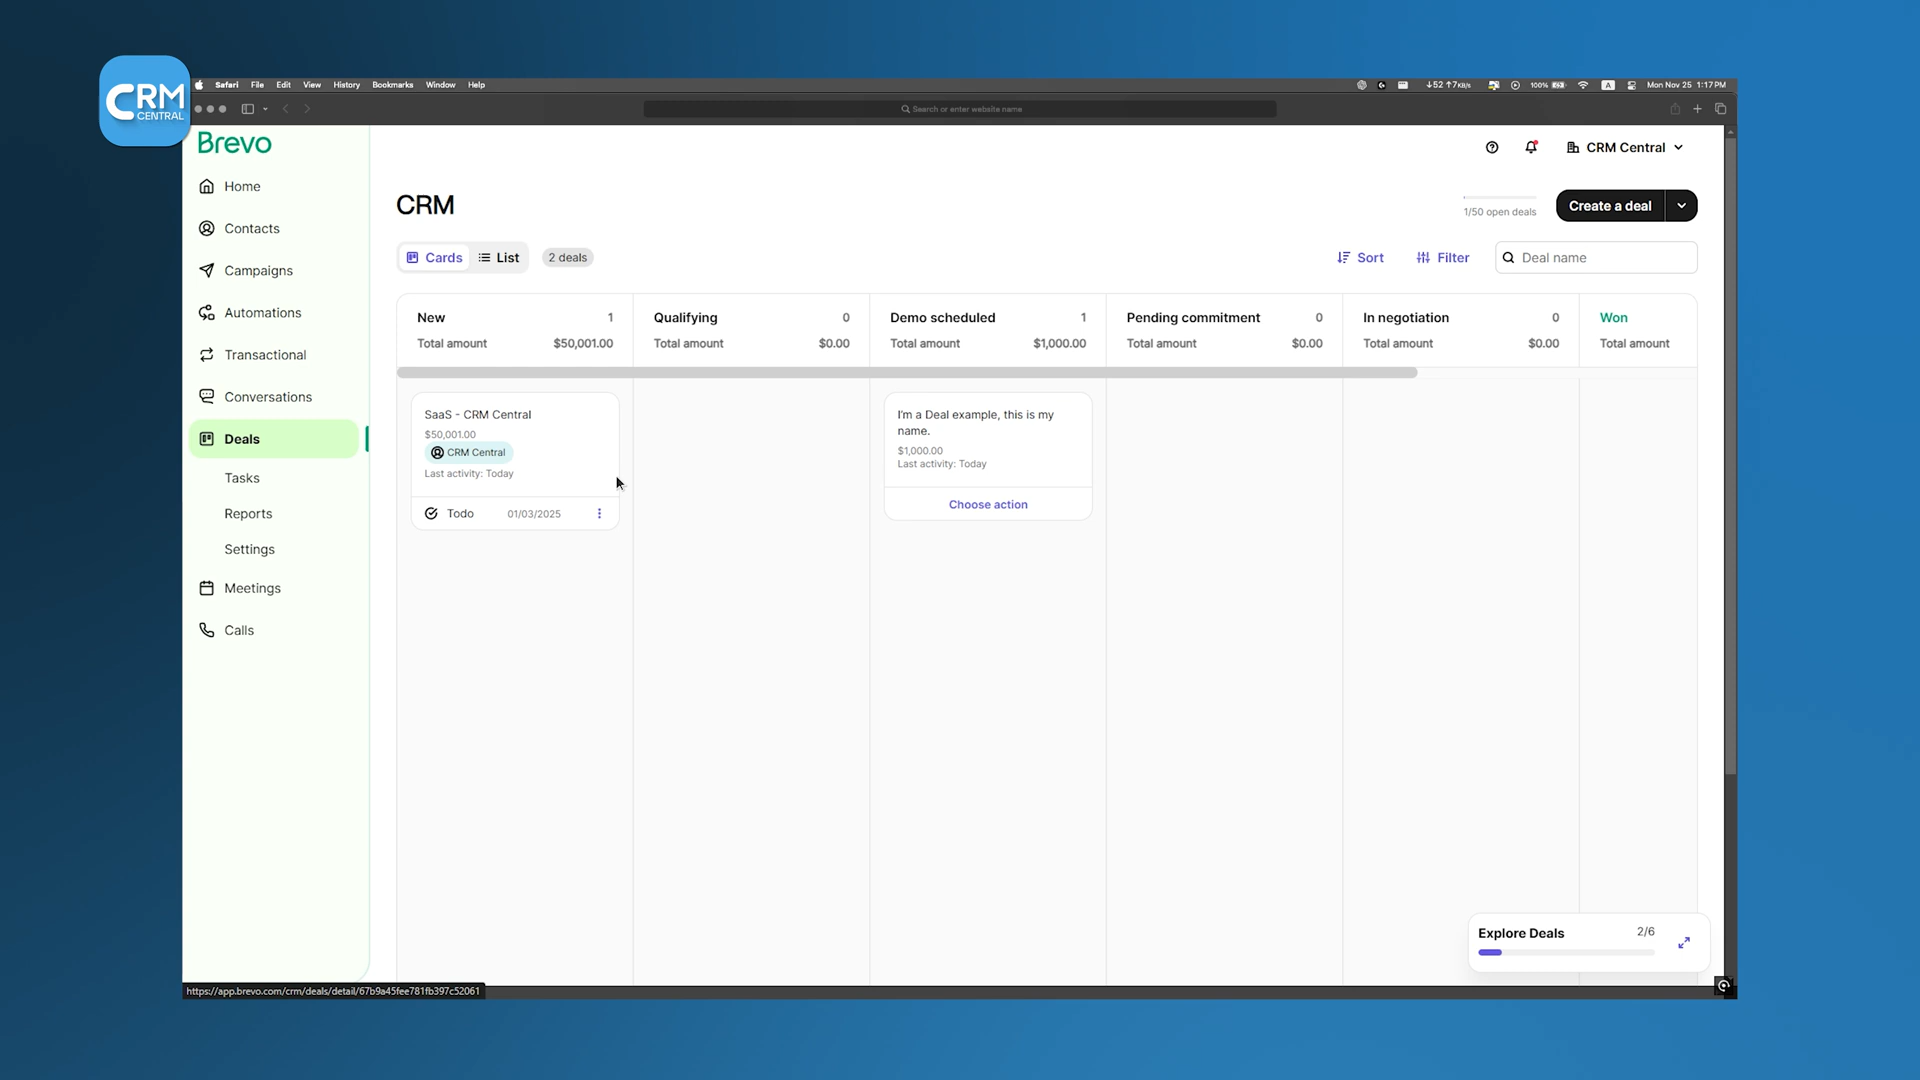 CRM
CENTRAL
Safari File Edit View History Bookmarks Window Help
↓52 ↑7KB/s 100% A Mon Nov 25 1:17PM
Search or enter website name
Brevo
CRM Central
Home
Contacts
Campaigns
Automations
Transactional
Conversations
Deals
Tasks
Reports
Settings
Meetings
Calls
CRM
1/50 open deals
Create a deal
Cards
List
2 deals
Sort
Filter
Deal name
New 1
Total amount $50,001.00
Qualifying 0
Total amount $0.00
Demo scheduled 1
Total amount $1,000.00
Pending commitment 0
Total amount $0.00
In negotiation 0
Total amount $0.00
Won
Total amount
SaaS - CRM Central
$50,001.00
CRM Central
Last activity: Today
Todo 01/03/2025
I'm a Deal example, this is my
name.
$1,000.00
Last activity: Today
Choose action
Explore Deals 2/6
https://app.brevo.com/crm/deals/detail/67b9a45fee781fb397c52061